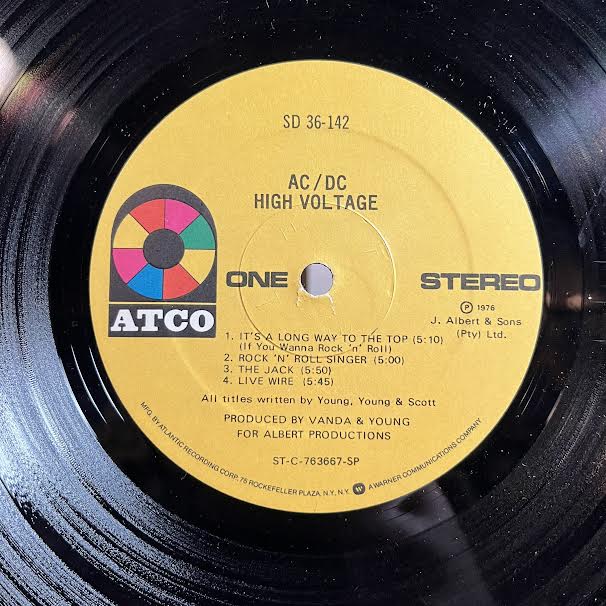 SD 36-142
AC/DC
HIGH VOLTAGE
ATCO
ONE
STEREO
Ⓟ 1976
J. Albert & Sons
(Pty) Ltd.
1. IT'S A LONG WAY TO THE TOP (5:10)
(If You Wanna Rock 'n' Roll)
2. ROCK 'N' ROLL SINGER (5:00)
3. THE JACK (5:50)
4. LIVE WIRE (5:45)
All titles written by Young, Young & Scott
PRODUCED BY VANDA & YOUNG
FOR ALBERT PRODUCTIONS
ST-C-763667-SP
MFG. BY ATLANTIC RECORDING CORP. 75 ROCKEFELLER PLAZA, N.Y. N.Y. W A WARNER COMMUNICATIONS COMPANY